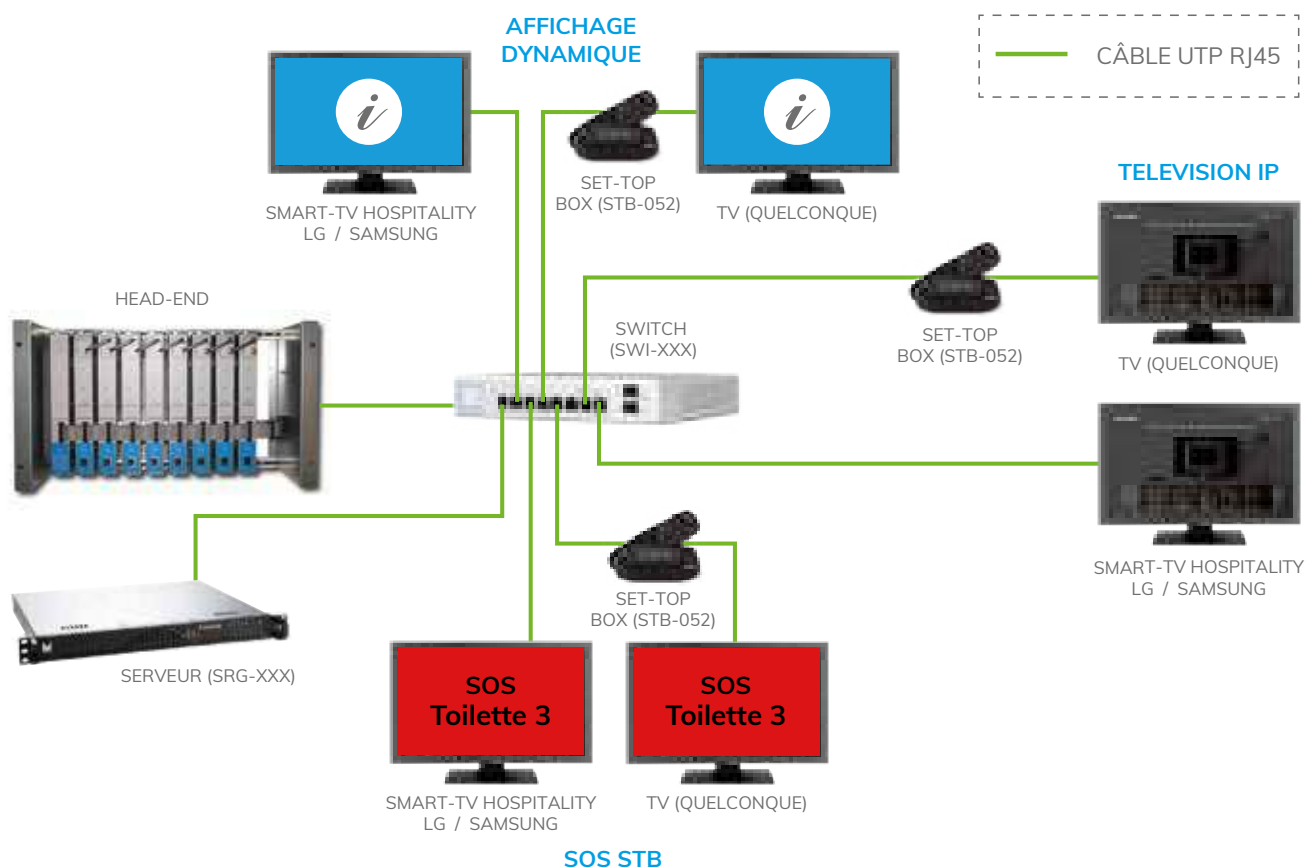 AFFICHAGE
DYNAMIQUE
CÂBLE UTP RJ45
i
i
SET-TOP
BOX (STB-052)
SMART-TV HOSPITALITY
LG / SAMSUNG
TV (QUELCONQUE)
TELEVISION IP
HEAD-END
SWITCH
(SWI-XXX)
SET-TOP
BOX (STB-052)
TV (QUELCONQUE)
SMART-TV HOSPITALITY
LG / SAMSUNG
SET-TOP
BOX (STB-052)
SERVEUR (SRG-XXX)
SOS
Toilette 3
SOS
Toilette 3
SMART-TV HOSPITALITY
LG / SAMSUNG
TV (QUELCONQUE)
SOS STB